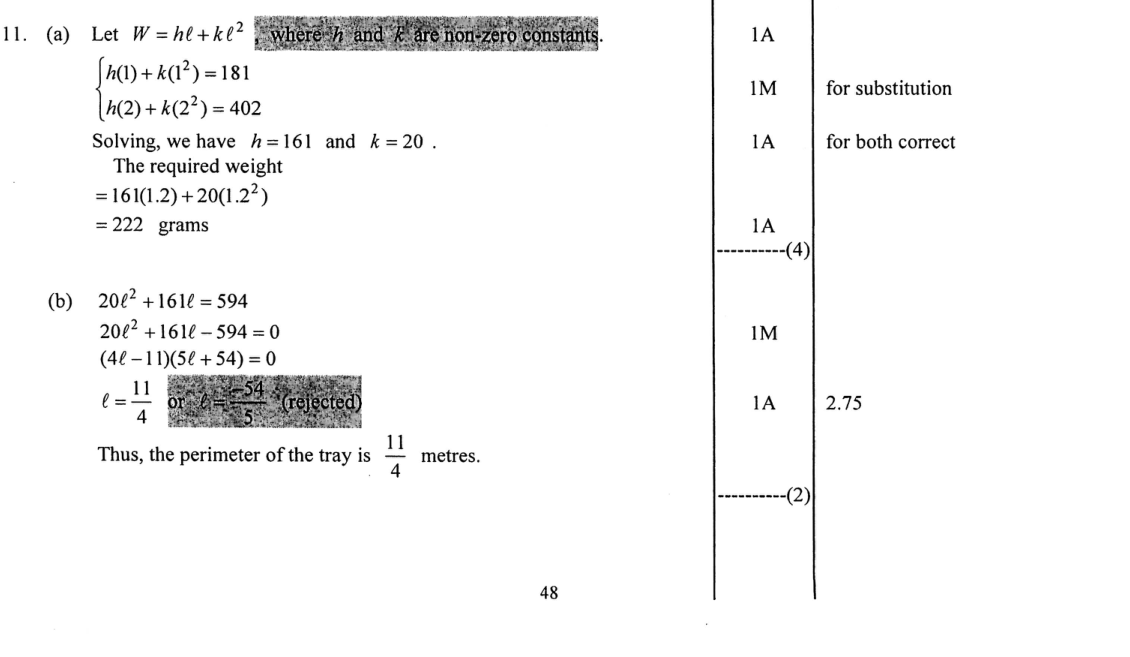 11. (a) Let W = hℓ + kℓ² , where h and k are non-zero constants. 1A
h(1) + k(1²) = 181
h(2) + k(2²) = 402
1M for substitution
Solving, we have h = 161 and k = 20 . 1A for both correct
The required weight
= 161(1.2) + 20(1.2²)
= 222 grams 1A
----------(4)
(b) 20ℓ² + 161ℓ = 594
20ℓ² + 161ℓ – 594 = 0 1M
(4ℓ – 11)(5ℓ + 54) = 0
ℓ = 11/4 or ℓ = –54/5 (rejected) 1A 2.75
Thus, the perimeter of the tray is 11/4 metres.
----------(2)
48